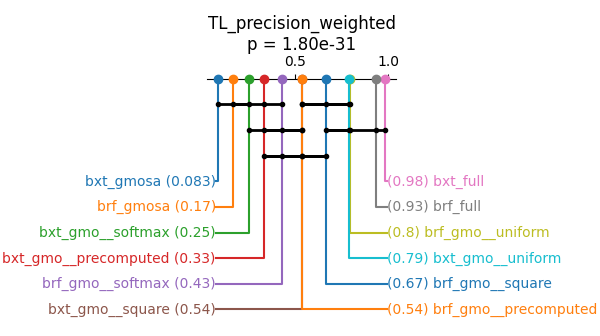 TL_precision_weighted
p = 1.80e-31
0.5 1.0
bxt_gmosa (0.083) (0.98) bxt_full
brf_gmosa (0.17) (0.93) brf_full
bxt_gmo__softmax (0.25) (0.8) brf_gmo__uniform
bxt_gmo__precomputed (0.33) (0.79) bxt_gmo__uniform
brf_gmo__softmax (0.43) (0.67) brf_gmo__square
bxt_gmo__square (0.54) (0.54) brf_gmo__precomputed